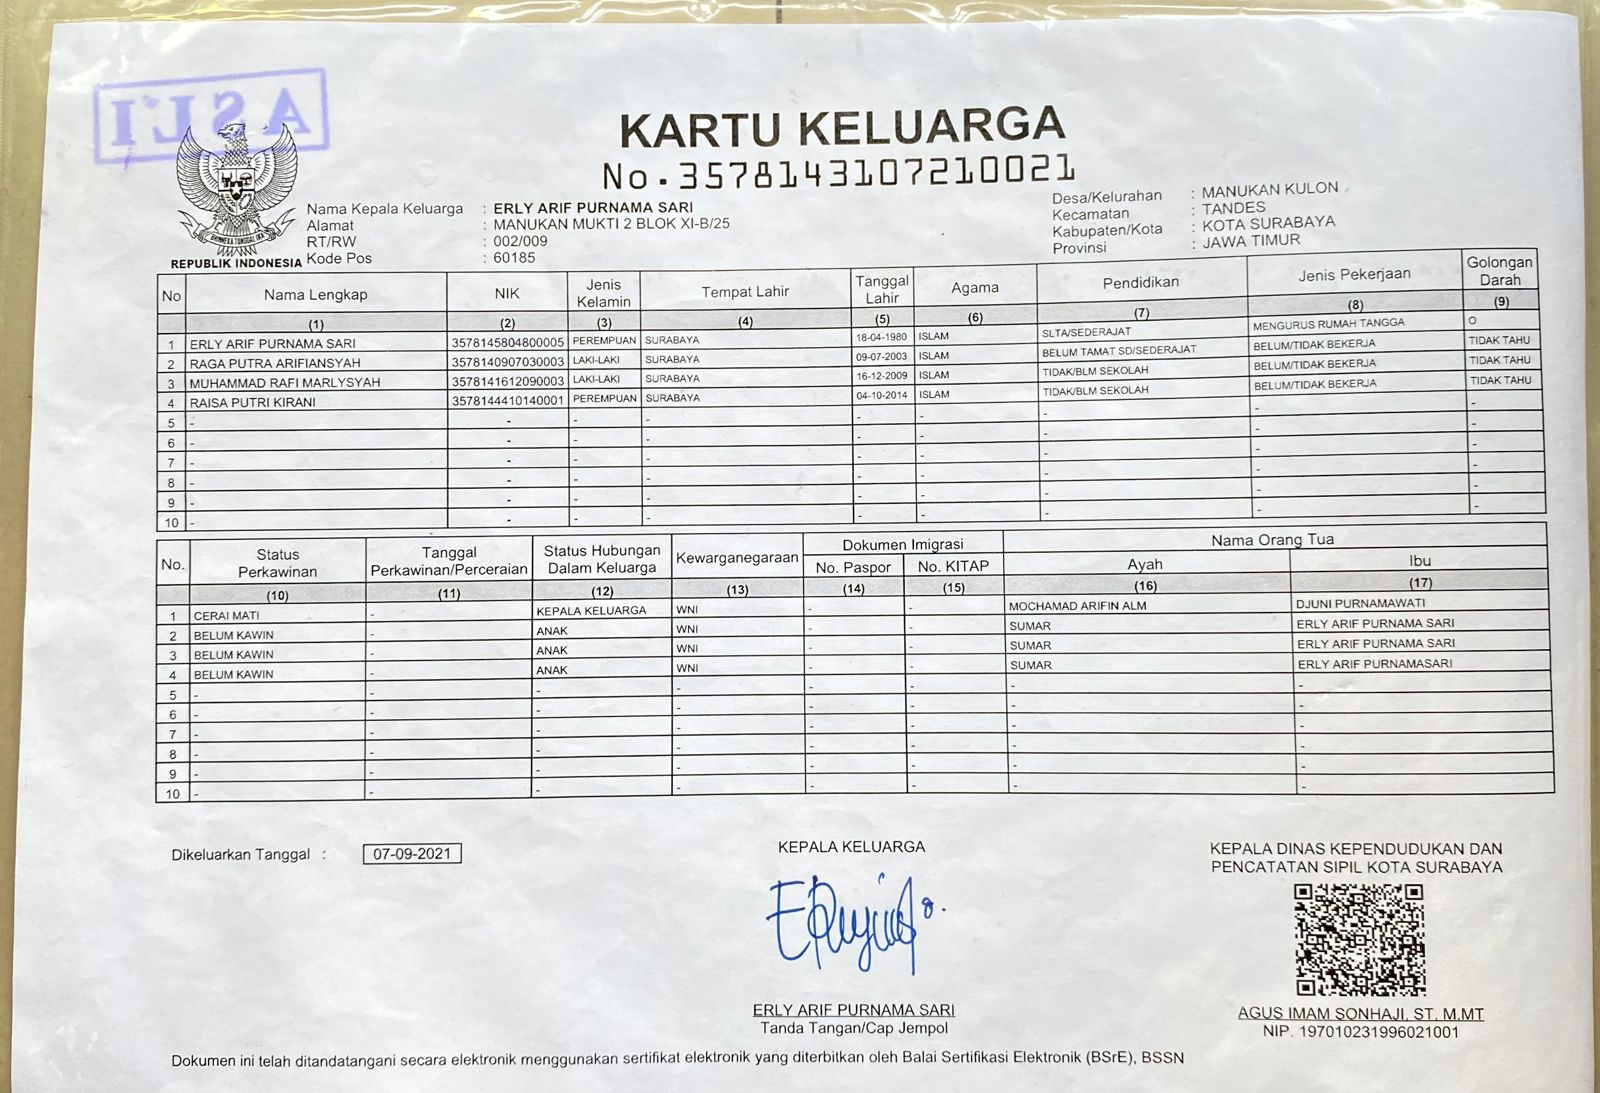 ASLI
KARTU KELUARGA
No.3578143107210021
Nama Kepala Keluarga : ERLY ARIF PURNAMA SARI
Alamat : MANUKAN MUKTI 2 BLOK XI-B/25
RT/RW : 002/009
Kode Pos : 60185
Desa/Kelurahan : MANUKAN KULON
Kecamatan : TANDES
Kabupaten/Kota : KOTA SURABAYA
Provinsi : JAWA TIMUR
BHINNEKA TUNGGAL IKA
REPUBLIK INDONESIA
No Nama Lengkap NIK Jenis Kelamin Tempat Lahir Tanggal Lahir Agama Pendidikan Jenis Pekerjaan Golongan Darah
(1) (2) (3) (4) (5) (6) (7) (8) (9)
1 ERLY ARIF PURNAMA SARI 3578145804800005 PEREMPUAN SURABAYA 18-04-1980 ISLAM SLTA/SEDERAJAT MENGURUS RUMAH TANGGA O
2 RAGA PUTRA ARIFIANSYAH 3578140907030003 LAKI-LAKI SURABAYA 09-07-2003 ISLAM BELUM TAMAT SD/SEDERAJAT BELUM/TIDAK BEKERJA TIDAK TAHU
3 MUHAMMAD RAFI MARLYSYAH 3578141612090003 LAKI-LAKI SURABAYA 16-12-2009 ISLAM TIDAK/BLM SEKOLAH BELUM/TIDAK BEKERJA TIDAK TAHU
4 RAISA PUTRI KIRANI 3578144410140001 PEREMPUAN SURABAYA 04-10-2014 ISLAM TIDAK/BLM SEKOLAH BELUM/TIDAK BEKERJA TIDAK TAHU
5 - - - - - - - - -
6 - - - - - - - - -
7 - - - - - - - - -
8 - - - - - - - - -
9 - - - - - - - - -
10 - - - - - - - - -
No. Status Perkawinan Tanggal Perkawinan/Perceraian Status Hubungan Dalam Keluarga Kewarganegaraan Dokumen Imigrasi Nama Orang Tua
No. Paspor No. KITAP Ayah Ibu
(10) (11) (12) (13) (14) (15) (16) (17)
1 CERAI MATI - KEPALA KELUARGA WNI - - MOCHAMAD ARIFIN ALM DJUNI PURNAMAWATI
2 BELUM KAWIN - ANAK WNI - - SUMAR ERLY ARIF PURNAMA SARI
3 BELUM KAWIN - ANAK WNI - - SUMAR ERLY ARIF PURNAMA SARI
4 BELUM KAWIN - ANAK WNI - - SUMAR ERLY ARIF PURNAMASARI
5 - - - - - - - -
6 - - - - - - - -
7 - - - - - - - -
8 - - - - - - - -
9 - - - - - - - -
10 - - - - - - - -
Dikeluarkan Tanggal : 07-09-2021
KEPALA KELUARGA
ERLY ARIF PURNAMA SARI
Tanda Tangan/Cap Jempol
KEPALA DINAS KEPENDUDUKAN DAN
PENCATATAN SIPIL KOTA SURABAYA
AGUS IMAM SONHAJI, ST, M.MT
NIP. 197010231996021001
Dokumen ini telah ditandatangani secara elektronik menggunakan sertifikat elektronik yang diterbitkan oleh Balai Sertifikasi Elektronik (BSrE), BSSN